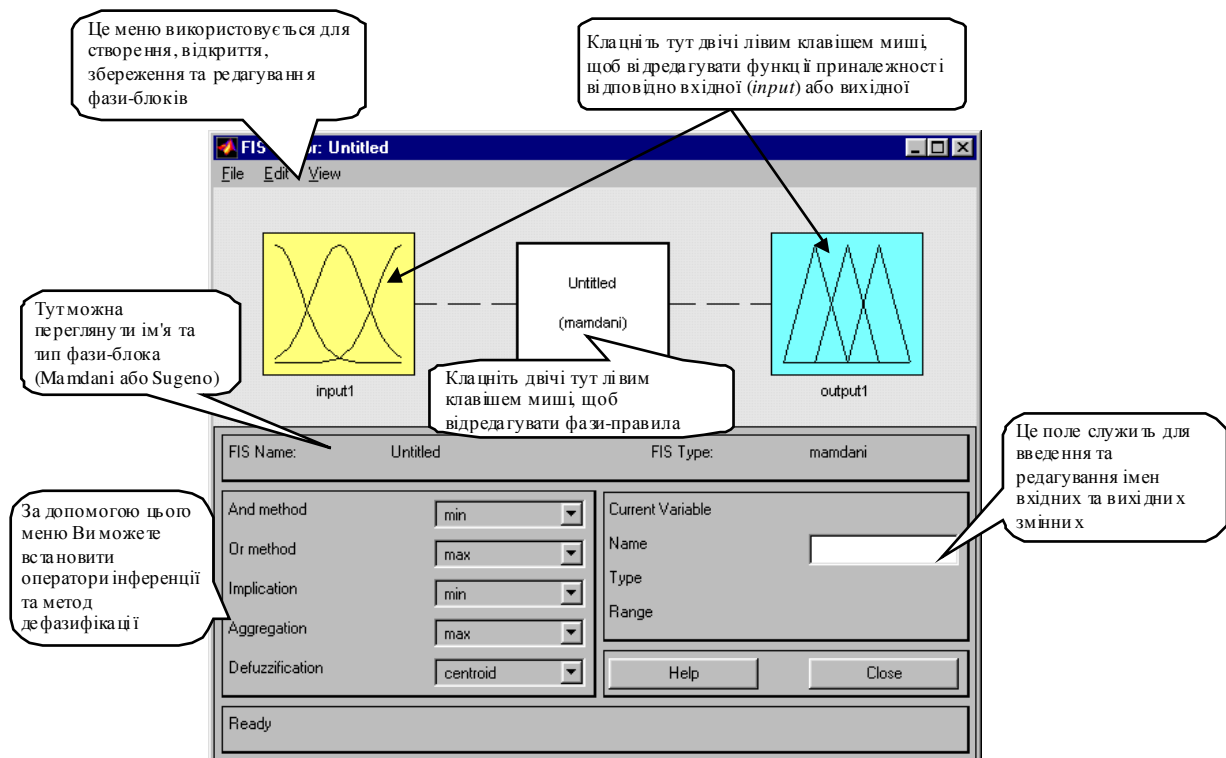 Це меню використовується для
створення, відкриття,
збереження та редагування
фази-блоків
Клацніть тут двічі лівим клавішем миші,
щоб відредагувати функції приналежності
відповідно вхідної (input) або вихідної
FIS or: Untitled
File Edit View
Untitled
(mamdani)
input1
output1
Тут можна
переглянути ім'я та
тип фази-блока
(Mamdani або Sugeno)
Клацніть двічі тут лівим
клавішем миші, щоб
відредагувати фази-правила
FIS Name: Untitled FIS Type: mamdani
Це поле служить для
введення та
редагування імен
вхідних та вихідних
змінних
За допомогою цього
меню Ви можете
встановити
оператори інференції
та метод
дефазифікації
And method min
Or method max
Implication min
Aggregation max
Defuzzification centroid
Current Variable
Name
Type
Range
Help Close
Ready